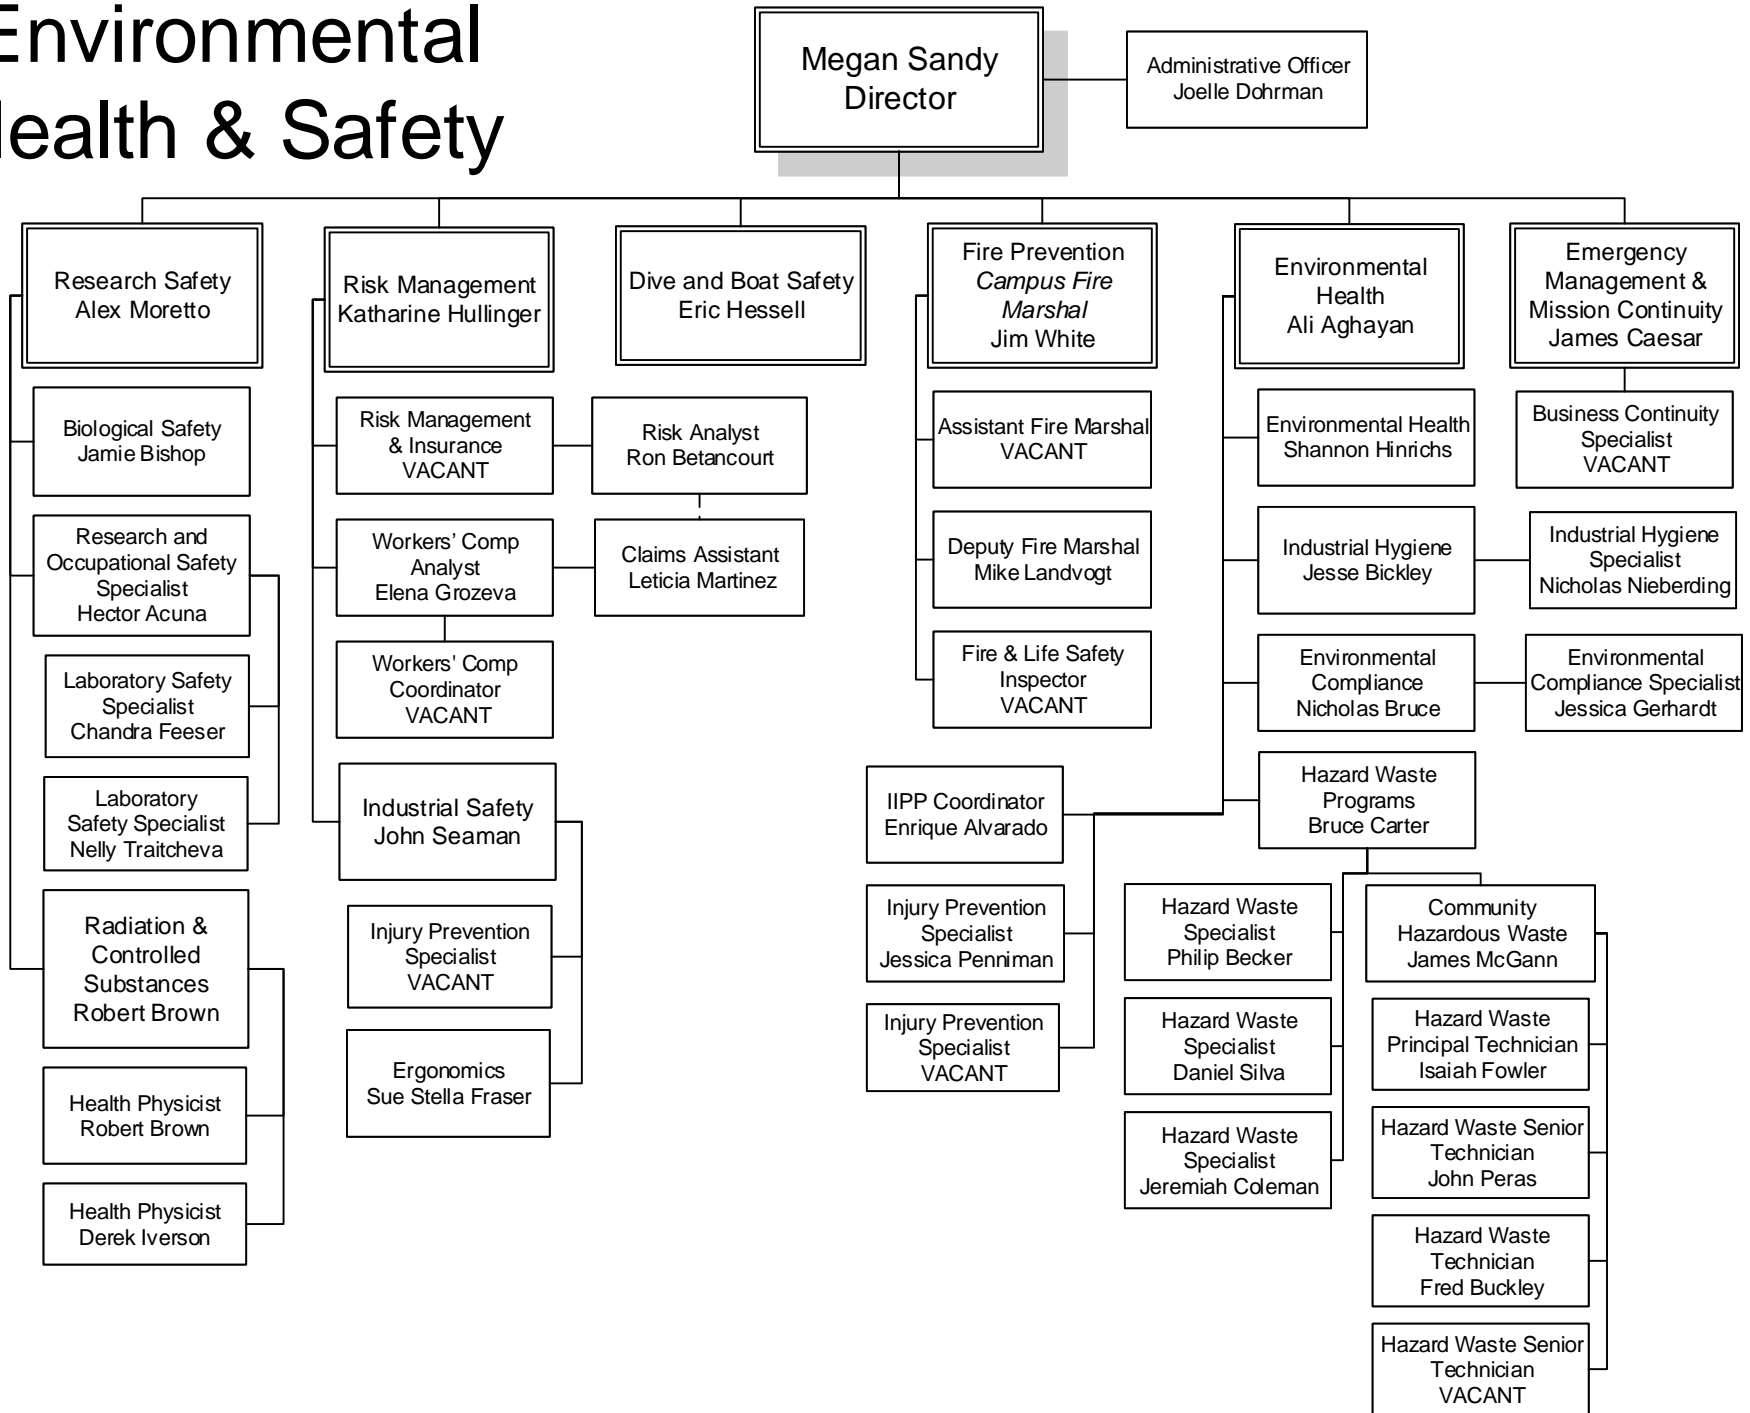 Environmental
Health & Safety
Megan Sandy
Director
Administrative Officer
Joelle Dohrman
Research Safety
Alex Moretto
Biological Safety
Jamie Bishop
Research and
Occupational Safety
Specialist
Hector Acuna
Laboratory Safety
Specialist
Chandra Feeser
Laboratory
Safety Specialist
Nelly Traitcheva
Radiation &
Controlled
Substances
Robert Brown
Health Physicist
Robert Brown
Health Physicist
Derek Iverson
Risk Management
Katharine Hullinger
Risk Management
& Insurance
VACANT
Risk Analyst
Ron Betancourt
Workers’ Comp
Analyst
Elena Grozeva
Claims Assistant
Leticia Martinez
Workers' Comp
Coordinator
VACANT
Industrial Safety
John Seaman
Injury Prevention
Specialist
VACANT
Ergonomics
Sue Stella Fraser
Dive and Boat Safety
Eric Hessell
Fire Prevention
Campus Fire
Marshal
Jim White
Assistant Fire Marshal
VACANT
Deputy Fire Marshal
Mike Landvogt
Fire & Life Safety
Inspector
VACANT
Environmental
Health
Ali Aghayan
Environmental Health
Shannon Hinrichs
Industrial Hygiene
Jesse Bickley
Industrial Hygiene
Specialist
Nicholas Nieberding
Environmental
Compliance
Nicholas Bruce
Environmental
Compliance Specialist
Jessica Gerhardt
Hazard Waste
Programs
Bruce Carter
IIPP Coordinator
Enrique Alvarado
Injury Prevention
Specialist
Jessica Penniman
Injury Prevention
Specialist
VACANT
Hazard Waste
Specialist
Philip Becker
Hazard Waste
Specialist
Daniel Silva
Hazard Waste
Specialist
Jeremiah Coleman
Community
Hazardous Waste
James McGann
Hazard Waste
Principal Technician
Isaiah Fowler
Hazard Waste Senior
Technician
John Peras
Hazard Waste
Technician
Fred Buckley
Hazard Waste Senior
Technician
VACANT
Emergency
Management &
Mission Continuity
James Caesar
Business Continuity
Specialist
VACANT